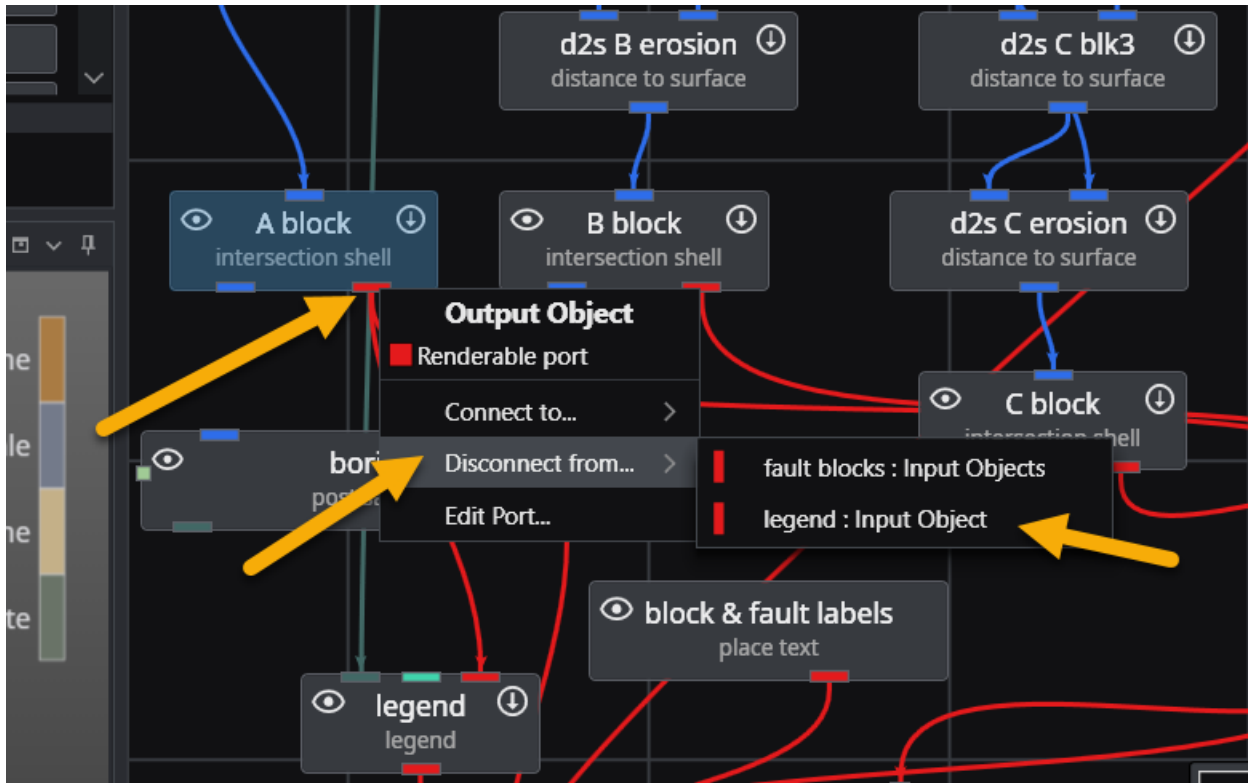 d2s B erosion
distance to surface
d2s C blk3
distance to surface
A block
intersection shell
B block
intersection shell
d2s C erosion
distance to surface
Output Object
Renderable port
Connect to...
Disconnect from...
Edit Port...
fault blocks : Input Objects
legend : Input Object
C block
intersection shell
block & fault labels
place text
legend
legend